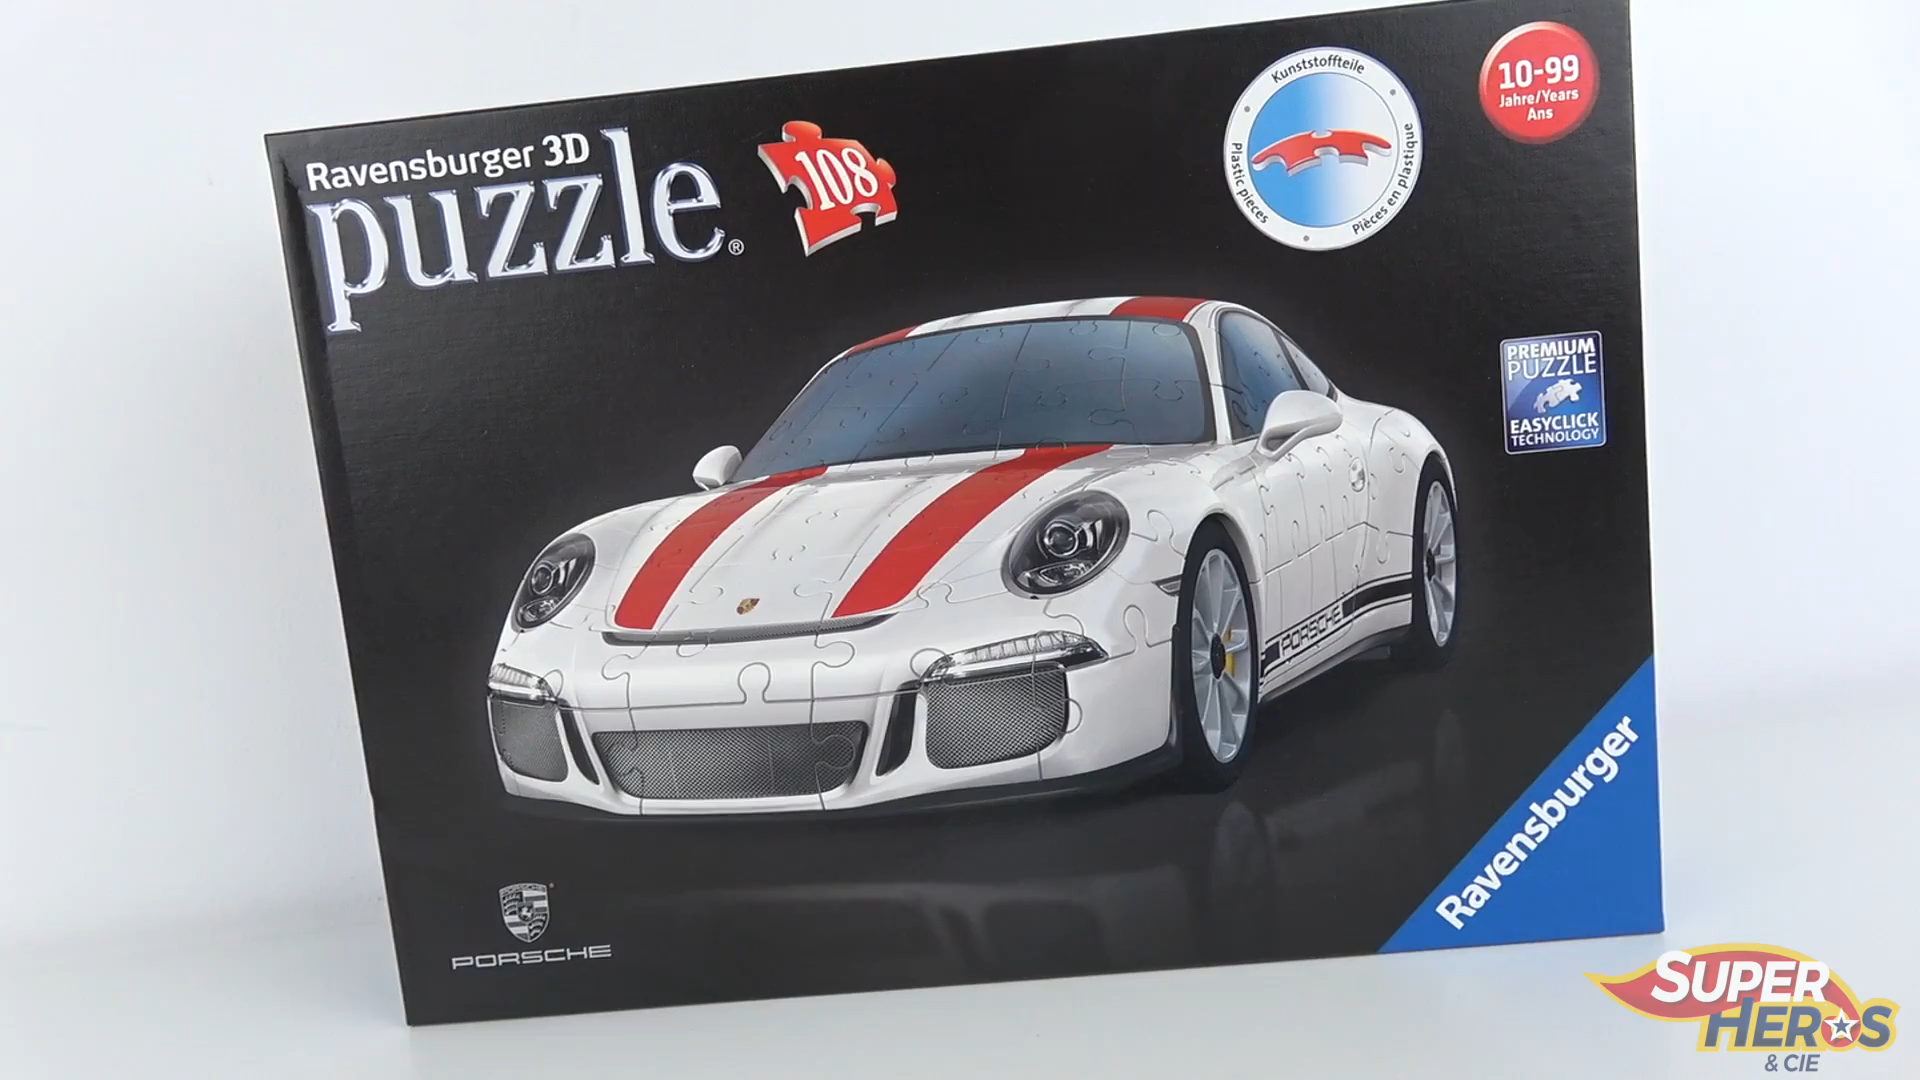 Ravensburger 3D
puzzle®
108
Kunststoffteile
Plastic pieces
Pièces en plastique
10-99
Jahre/Years
Ans
PREMIUM
PUZZLE
EASYCLICK
TECHNOLOGY
PORSCHE
PORSCHE
PORSCHE
Ravensburger
SUPER
HEROS
& CIE